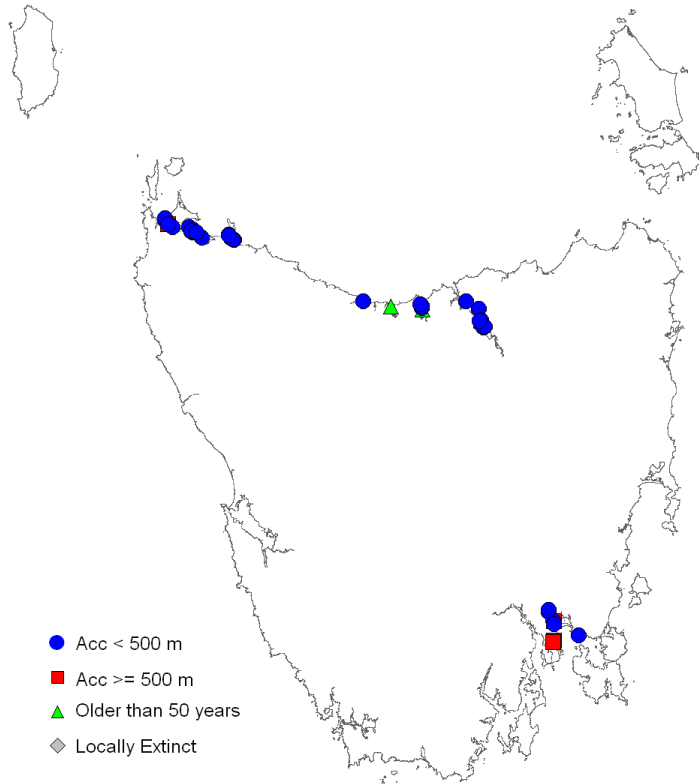 Acc < 500 m
Acc >= 500 m
Older than 50 years
Locally Extinct